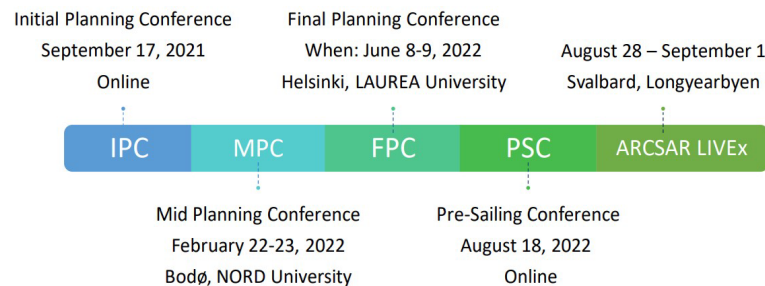 Initial Planning Conference
September 17, 2021
Online
Final Planning Conference
When: June 8-9, 2022
Helsinki, LAUREA University
August 28 – September 1
Svalbard, Longyearbyen
IPC
MPC
FPC
PSC
ARCSAR LIVEx
Mid Planning Conference
February 22-23, 2022
Bodø, NORD University
Pre-Sailing Conference
August 18, 2022
Online